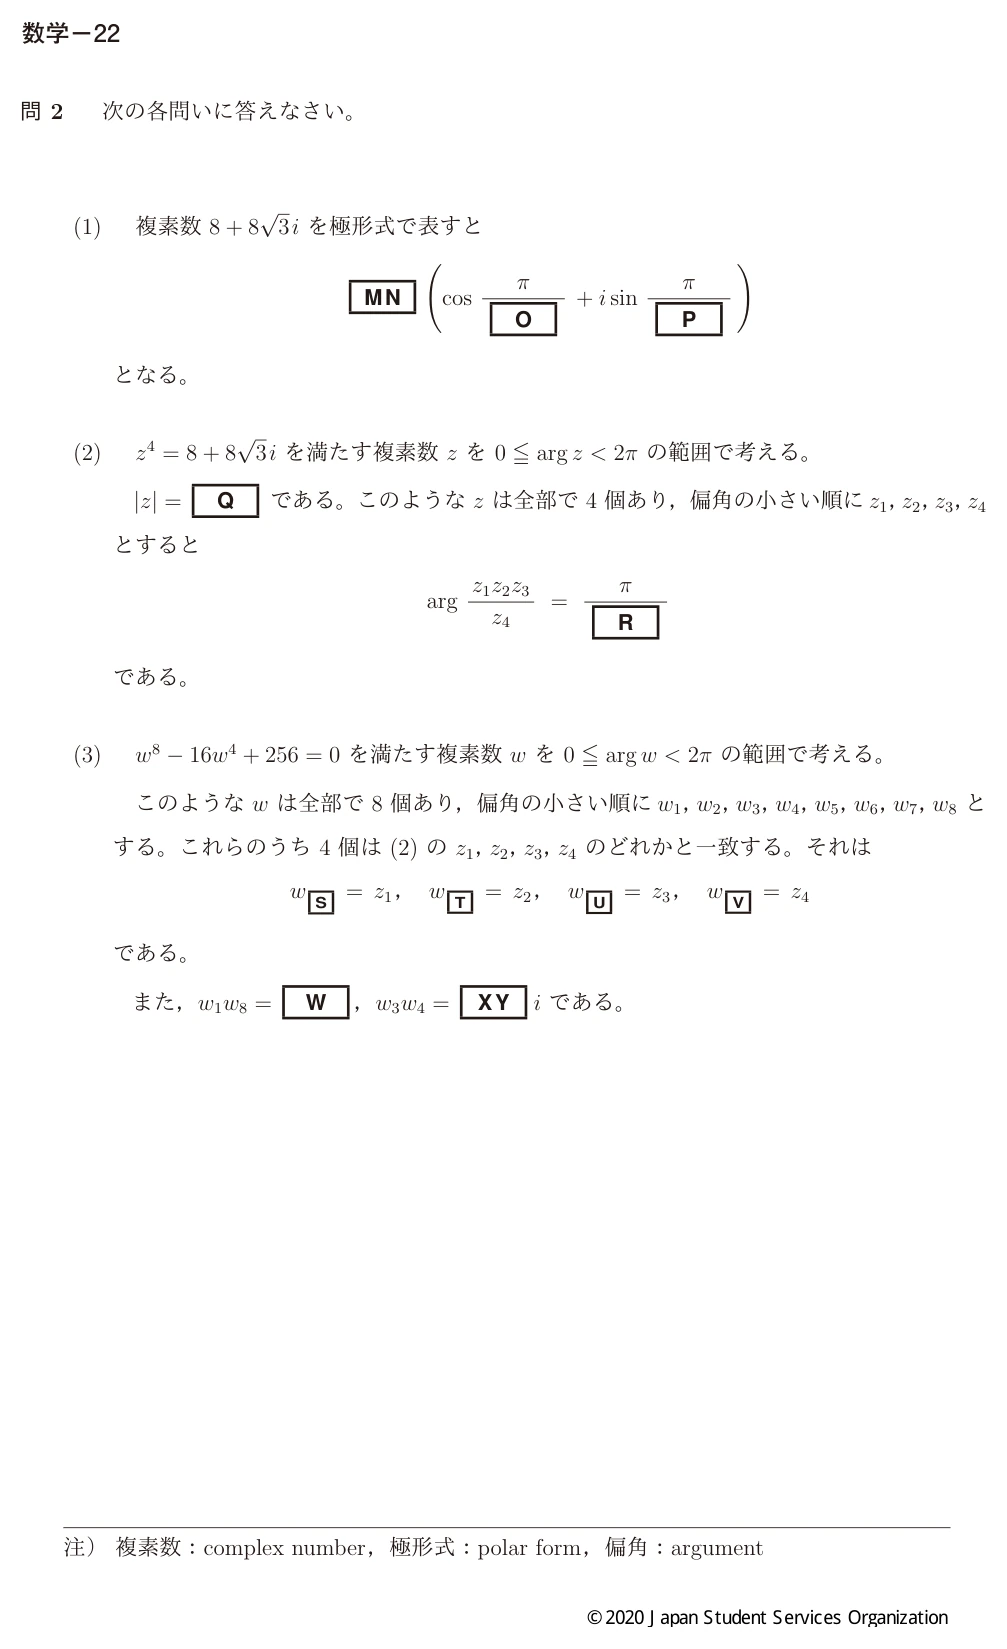 数学－22
問 2 次の各問いに答えなさい。
(1) 複素数 8 + 8√3 i を極形式で表すと
MN ( cos π/O + i sin π/P )
となる。
(2) z⁴ = 8 + 8√3 i を満たす複素数 z を 0 ≦ arg z < 2π の範囲で考える。
|z| = Q である。このような z は全部で 4 個あり，偏角の小さい順に z₁, z₂, z₃, z₄
とすると
arg z₁z₂z₃/z₄ = π/R
である。
(3) w⁸ − 16w⁴ + 256 = 0 を満たす複素数 w を 0 ≦ arg w < 2π の範囲で考える。
このような w は全部で 8 個あり，偏角の小さい順に w₁, w₂, w₃, w₄, w₅, w₆, w₇, w₈ と
する。これらのうち 4 個は (2) の z₁, z₂, z₃, z₄ のどれかと一致する。それは
w S = z₁， w T = z₂， w U = z₃， w V = z₄
である。
また，w₁w₈ = W ，w₃w₄ = XY i である。
注） 複素数：complex number，極形式：polar form，偏角：argument
© 2020 Japan Student Services Organization